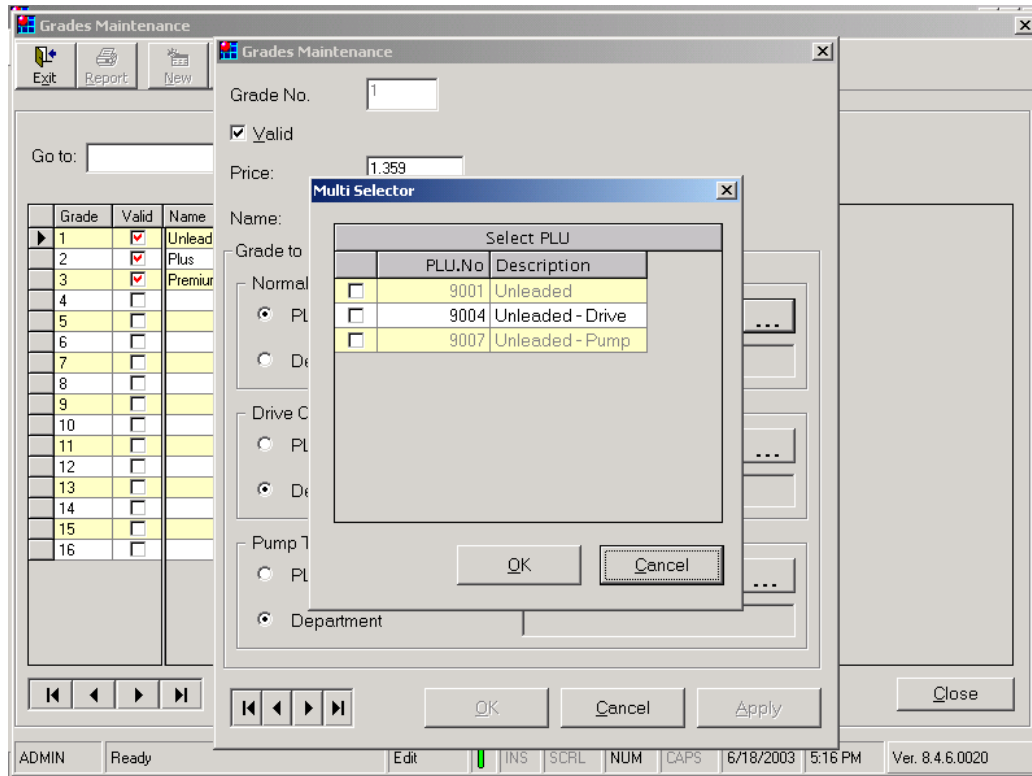 Grades Maintenance
Exit Report New
Go to:
Grade Valid Name
1 Unlead
2 Plus
3 Premiur
4
5
6
7
8
9
10
11
12
13
14
15
16
Close
Grades Maintenance
Grade No. 1
Valid
Price: 1.359
Name:
Grade to
Normal
PL
De
...
Drive C
PL
De
...
Pump T
PL
Department
...
OK Cancel Apply
Multi Selector
Select PLU
PLU.No Description
9001 Unleaded
9004 Unleaded - Drive
9007 Unleaded - Pump
OK Cancel
ADMIN Ready Edit INS SCRL NUM CAPS 6/18/2003 5:16 PM Ver. 8.4.6.0020